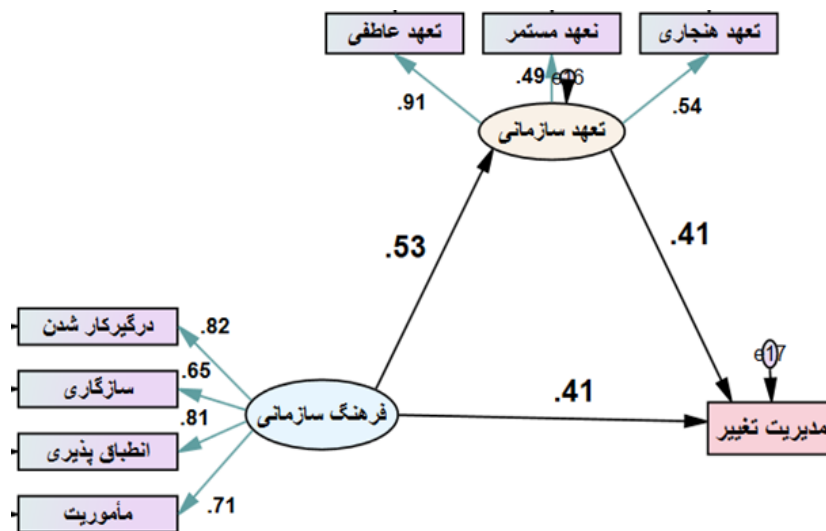 تعهد هنجاری
نعهد مستمر
تعهد عاطفی
.91
.49
e16
.54
تعهد سازمانی
.53
.41
درگیرکار شدن
.82
سازگاری
.65
انطباق پذیری
.81
مأموریت
.71
فرهنگ سازمانی
.41
e17
مدیریت تغییر